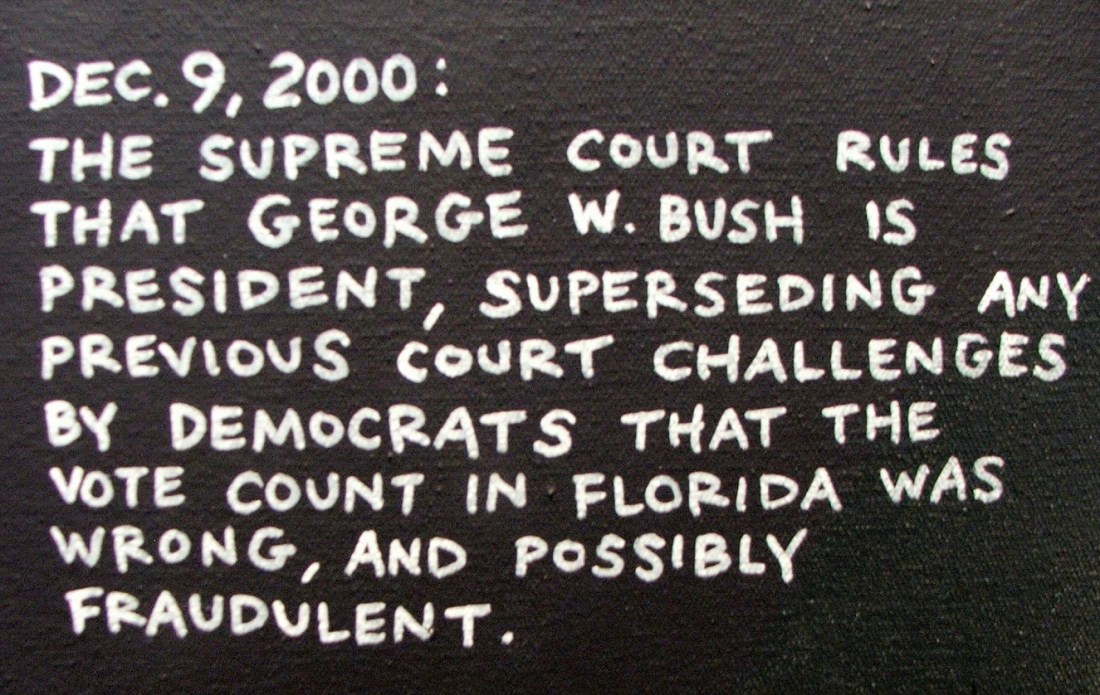 DEC. 9, 2000:
THE SUPREME COURT RULES
THAT GEORGE W. BUSH IS
PRESIDENT, SUPERSEDING ANY
PREVIOUS COURT CHALLENGES
BY DEMOCRATS THAT THE
VOTE COUNT IN FLORIDA WAS
WRONG, AND POSSIBLY
FRAUDULENT.